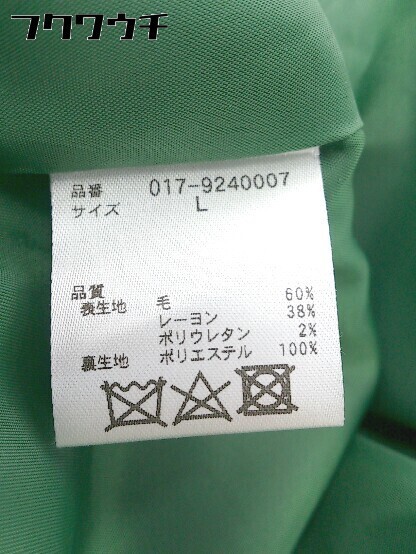 フクウウチ
品番 017-9240007
サイズ L
品質
表生地 毛 60%
レーヨン 38%
ポリウレタン 2%
裏生地 ポリエステル 100%